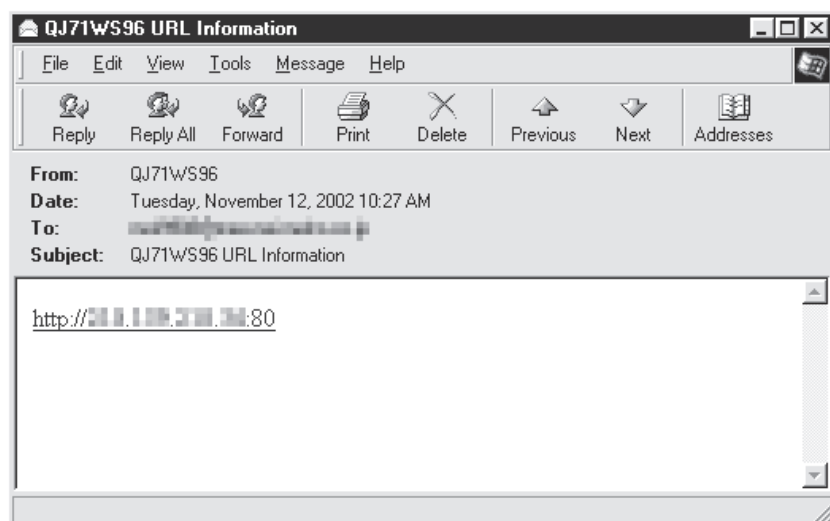 QJ71WS96 URL Information
File Edit View Tools Message Help
Reply Reply All Forward Print Delete Previous Next Addresses
From: QJ71WS96
Date: Tuesday, November 12, 2002 10:27 AM
To:
Subject: QJ71WS96 URL Information
http:// :80